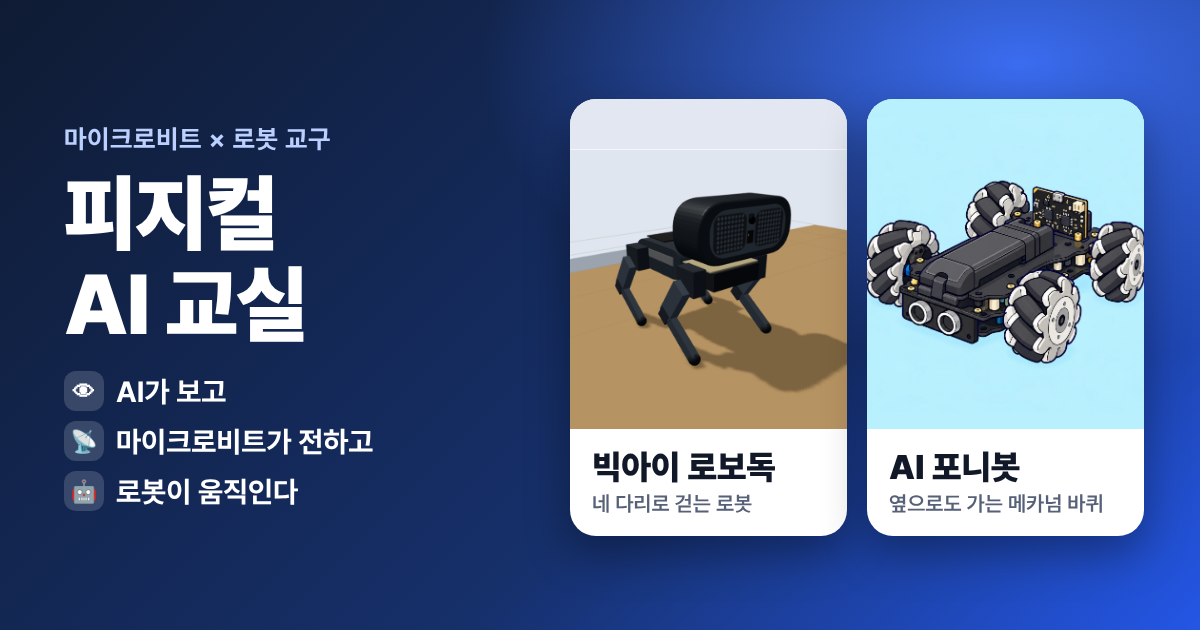 마이크로비트 × 로봇 교구
피지컬
AI 교실
AI가 보고
마이크로비트가 전하고
로봇이 움직인다
빅아이 로보독
네 다리로 걷는 로봇
AI 포니봇
옆으로도 가는 메카넘 바퀴